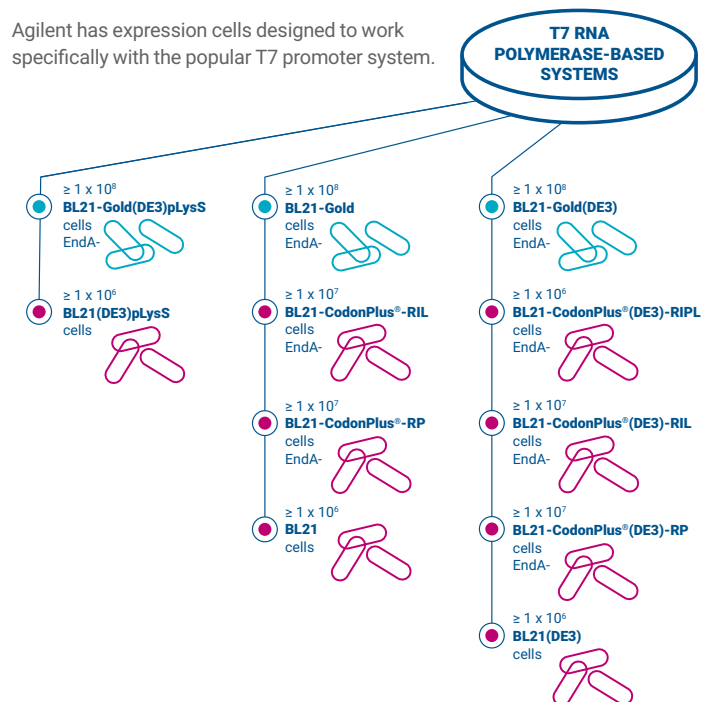 Agilent has expression cells designed to work
specifically with the popular T7 promoter system.
T7 RNA
POLYMERASE-BASED
SYSTEMS
≥ 1 x 10⁸
BL21-Gold(DE3)pLysS
cells
EndA-
≥ 1 x 10⁶
BL21(DE3)pLysS
cells
≥ 1 x 10⁸
BL21-Gold
cells
EndA-
≥ 1 x 10⁷
BL21-CodonPlus®-RIL
cells
EndA-
≥ 1 x 10⁷
BL21-CodonPlus®-RP
cells
EndA-
≥ 1 x 10⁶
BL21
cells
≥ 1 x 10⁸
BL21-Gold(DE3)
cells
EndA-
≥ 1 x 10⁶
BL21-CodonPlus®(DE3)-RIPL
cells
EndA-
≥ 1 x 10⁷
BL21-CodonPlus®(DE3)-RIL
cells
EndA-
≥ 1 x 10⁷
BL21-CodonPlus®(DE3)-RP
cells
EndA-
≥ 1 x 10⁶
BL21(DE3)
cells